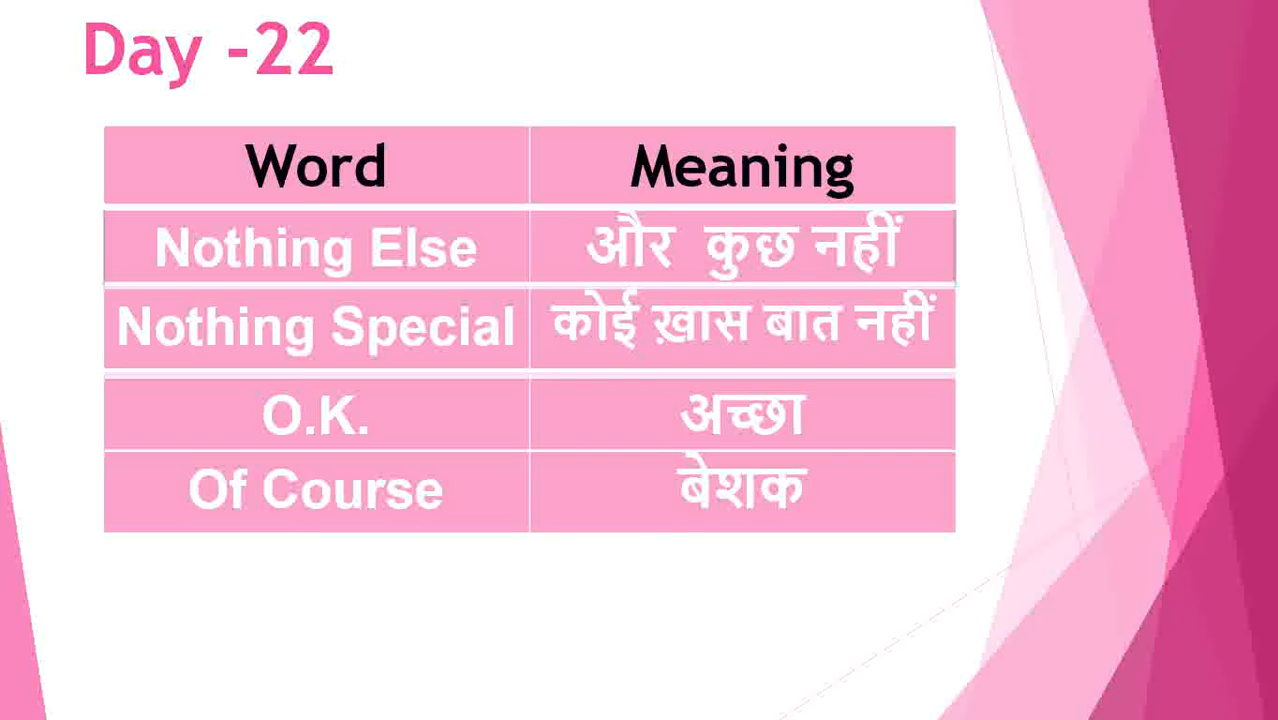 Day -22
Word Meaning
Nothing Else और कुछ नहीं
Nothing Special कोई ख़ास बात नहीं
O.K. अच्छा
Of Course बेशक